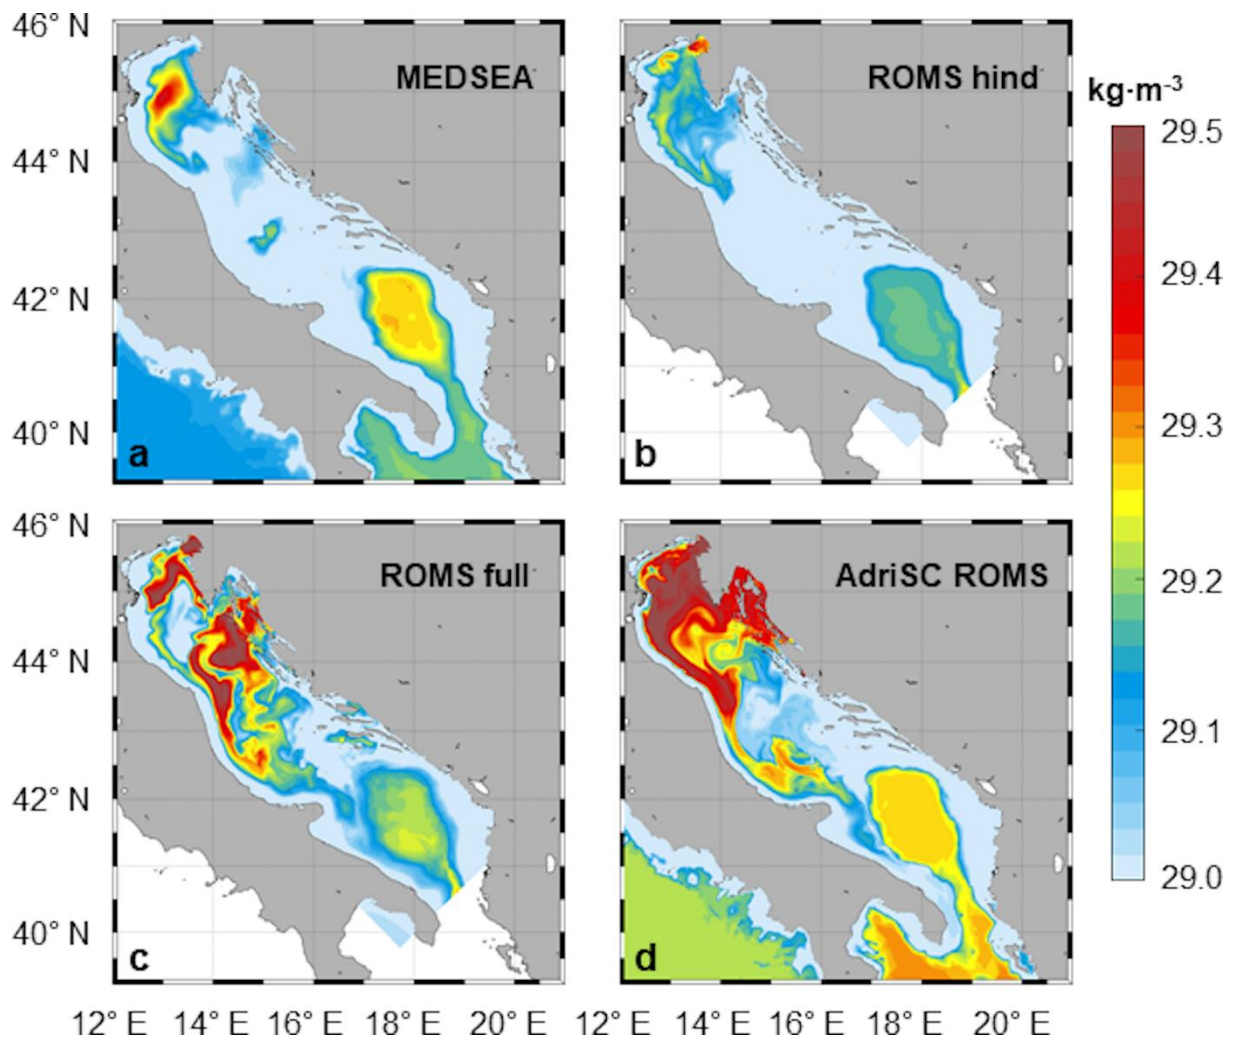 46° N
44° N
42° N
40° N
MEDSEA
a
ROMS hind
b
kg·m-3
29.5
29.4
29.3
29.2
29.1
29.0
46° N
44° N
42° N
40° N
ROMS full
c
AdriSC ROMS
d
12° E 14° E 16° E 18° E 20° E 12° E 14° E 16° E 18° E 20° E